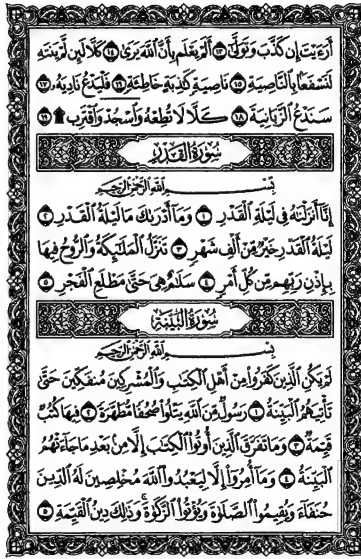 أَرَءَيْتَ إِن كَذَّبَ وَتَوَلَّىٰٓ ١٣ أَلَمْ يَعْلَم بِأَنَّ ٱللَّهَ يَرَىٰ ١٤ كَلَّا لَئِن لَّمْ يَنتَهِ
لَنَسْفَعًۢا بِٱلنَّاصِيَةِ ١٥ نَاصِيَةٍ كَـٰذِبَةٍ خَاطِئَةٍ ١٦ فَلْيَدْعُ نَادِيَهُۥ ١٧
سَنَدْعُ ٱلزَّبَانِيَةَ ١٨ كَلَّا لَا تُطِعْهُ وَٱسْجُدْ وَٱقْتَرِب ۩ ١٩
سُورَةُ ٱلْقَدْرِ
بِسْمِ ٱللَّهِ ٱلرَّحْمَـٰنِ ٱلرَّحِيمِ
إِنَّآ أَنزَلْنَـٰهُ فِى لَيْلَةِ ٱلْقَدْرِ ١ وَمَآ أَدْرَىٰكَ مَا لَيْلَةُ ٱلْقَدْرِ ٢
لَيْلَةُ ٱلْقَدْرِ خَيْرٌ مِّنْ أَلْفِ شَهْرٍ ٣ تَنَزَّلُ ٱلْمَلَـٰٓئِكَةُ وَٱلرُّوحُ فِيهَا
بِإِذْنِ رَبِّهِم مِّن كُلِّ أَمْرٍ ٤ سَلَـٰمٌ هِىَ حَتَّىٰ مَطْلَعِ ٱلْفَجْرِ ٥
سُورَةُ ٱلْبَيِّنَةِ
بِسْمِ ٱللَّهِ ٱلرَّحْمَـٰنِ ٱلرَّحِيمِ
لَمْ يَكُنِ ٱلَّذِينَ كَفَرُوا۟ مِنْ أَهْلِ ٱلْكِتَـٰبِ وَٱلْمُشْرِكِينَ مُنفَكِّينَ حَتَّىٰ
تَأْتِيَهُمُ ٱلْبَيِّنَةُ ١ رَسُولٌ مِّنَ ٱللَّهِ يَتْلُوا۟ صُحُفًا مُّطَهَّرَةً ٢ فِيهَا كُتُبٌ
قَيِّمَةٌ ٣ وَمَا تَفَرَّقَ ٱلَّذِينَ أُوتُوا۟ ٱلْكِتَـٰبَ إِلَّا مِنۢ بَعْدِ مَا جَآءَتْهُمُ
ٱلْبَيِّنَةُ ٤ وَمَآ أُمِرُوٓا۟ إِلَّا لِيَعْبُدُوا۟ ٱللَّهَ مُخْلِصِينَ لَهُ ٱلدِّينَ
حُنَفَآءَ وَيُقِيمُوا۟ ٱلصَّلَوٰةَ وَيُؤْتُوا۟ ٱلزَّكَوٰةَ ۚ وَذَٰلِكَ دِينُ ٱلْقَيِّمَةِ ٥